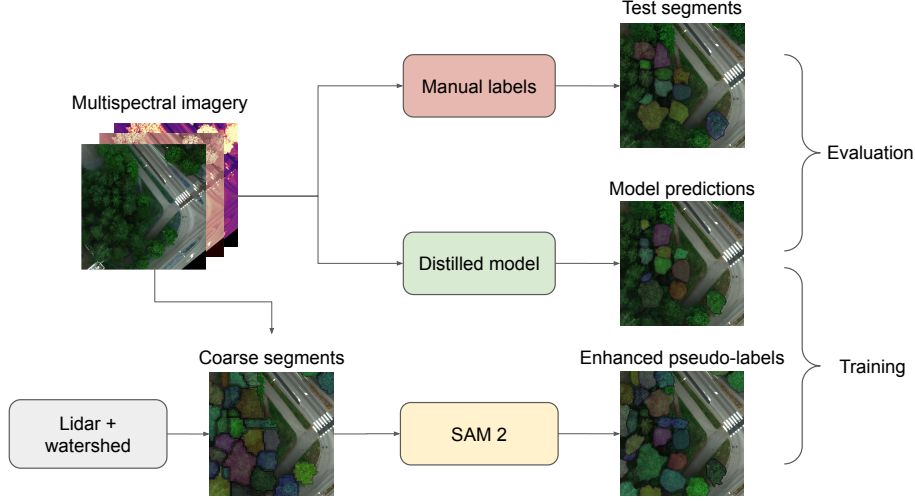 Test segments
Multispectral imagery
Manual labels
Evaluation
Model predictions
Distilled model
Coarse segments
Enhanced pseudo-labels
Training
Lidar +
watershed
SAM 2